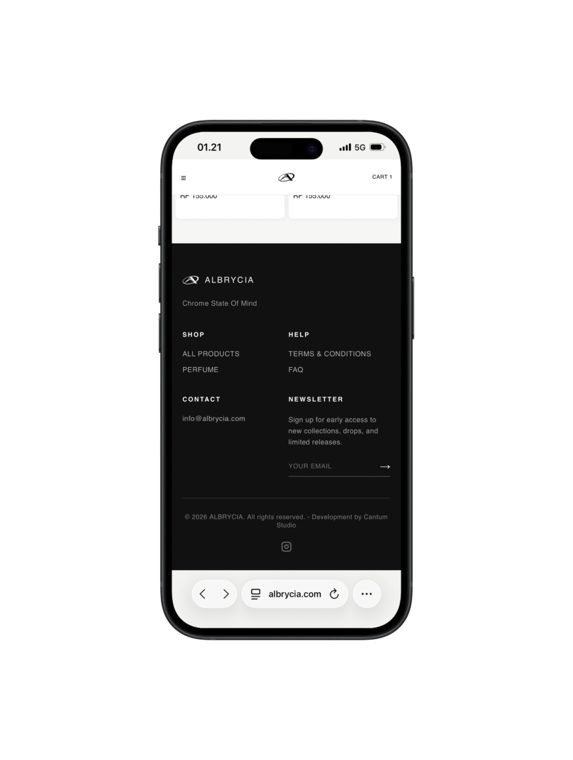 01.21
5G
CART 1
RP 155.000
RP 155.000
ALBRYCIA
Chrome State Of Mind
SHOP
ALL PRODUCTS
PERFUME
HELP
TERMS & CONDITIONS
FAQ
CONTACT
info@albrycia.com
NEWSLETTER
Sign up for early access to
new collections, drops, and
limited releases.
YOUR EMAIL
© 2026 ALBRYCIA. All rights reserved. - Development by Cantum
Studio
albrycia.com